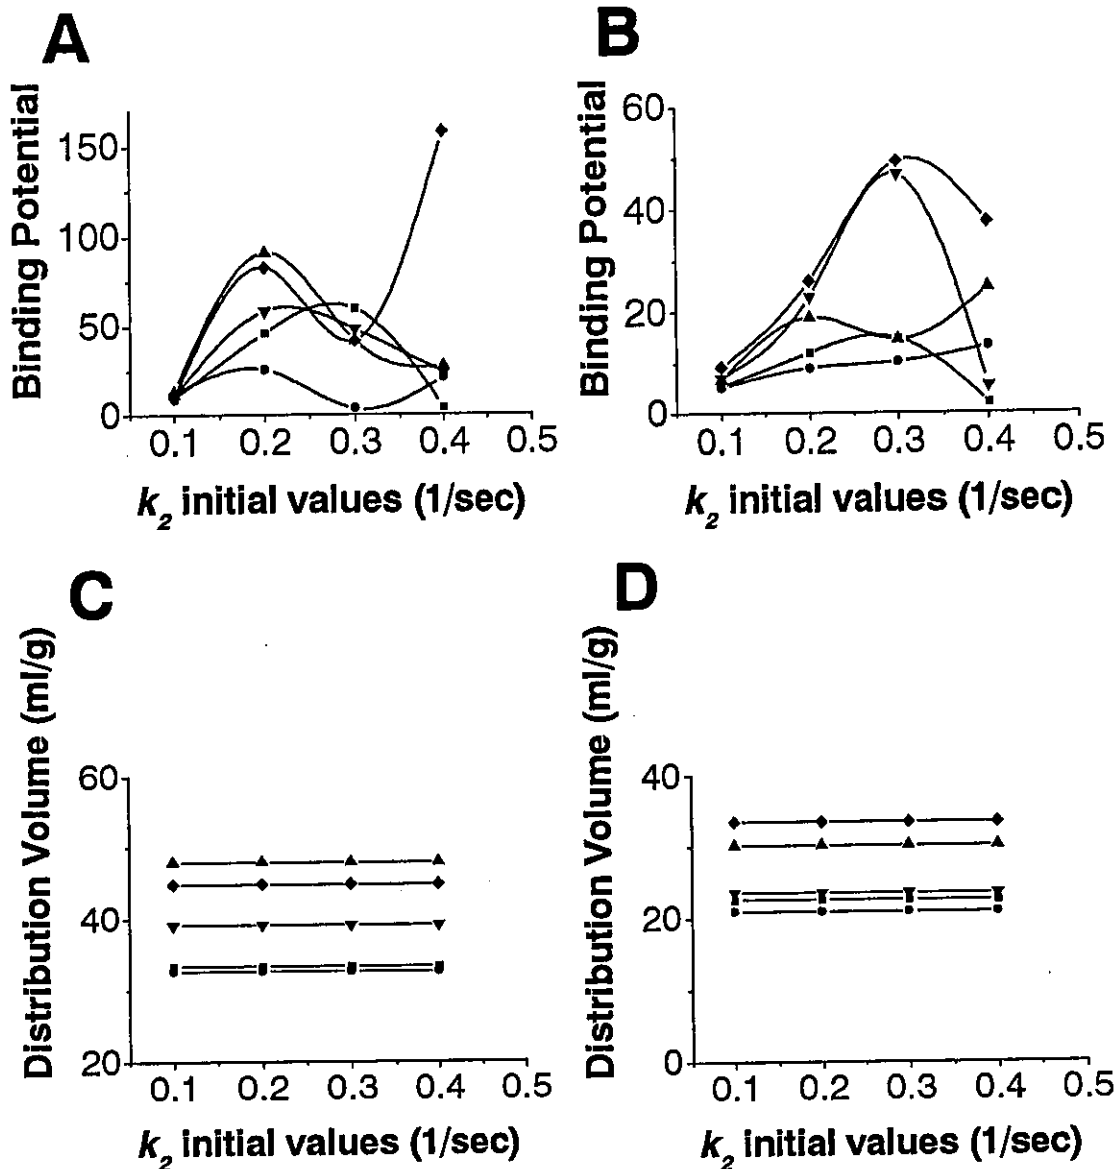 A
Binding Potential
150
100
50
0
0.1 0.2 0.3 0.4 0.5
k2 initial values (1/sec)
B
Binding Potential
60
40
20
0
0.1 0.2 0.3 0.4 0.5
k2 initial values (1/sec)
C
Distribution Volume (ml/g)
60
40
20
0.1 0.2 0.3 0.4 0.5
k2 initial values (1/sec)
D
Distribution Volume (ml/g)
40
20
0
0.1 0.2 0.3 0.4 0.5
k2 initial values (1/sec)